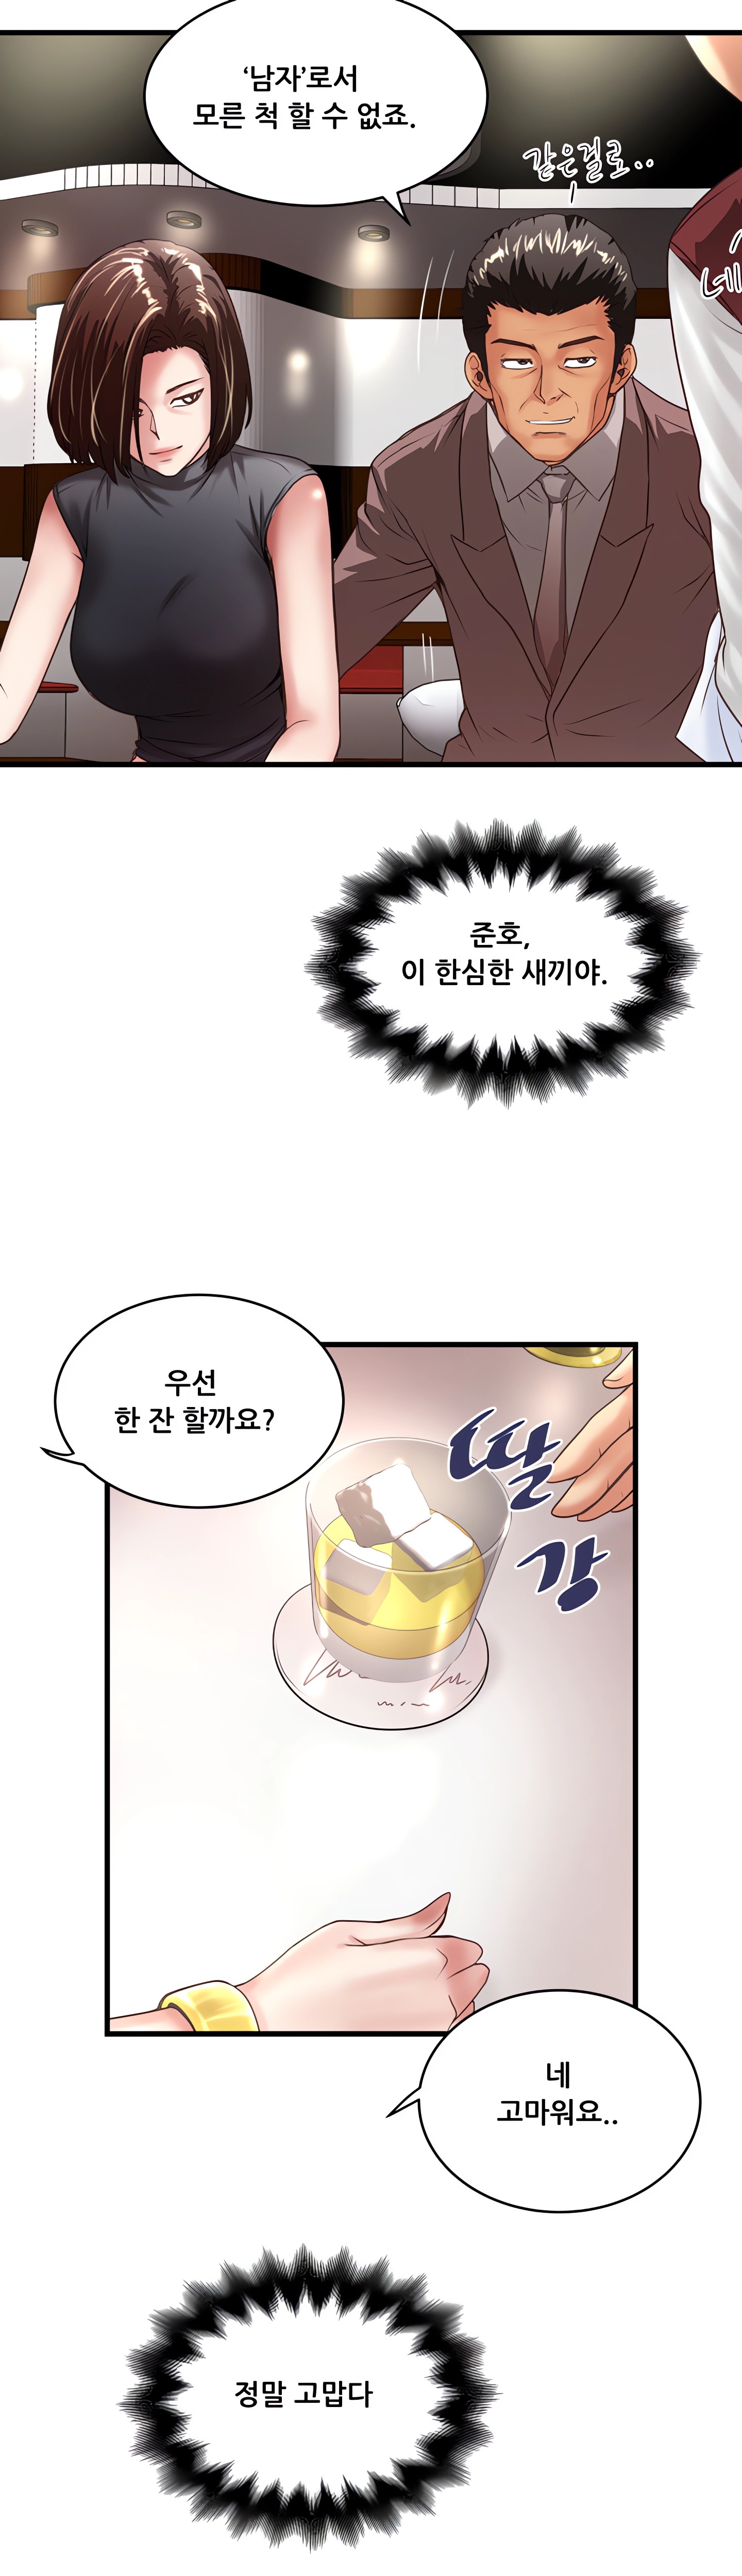 ‘남자’로서
모른 척 할 수 없죠.
같은걸로..
네
준호,
이 한심한 새끼야.
우선
한 잔 할까요?
딸
강
네
고마워요..
정말 고맙다